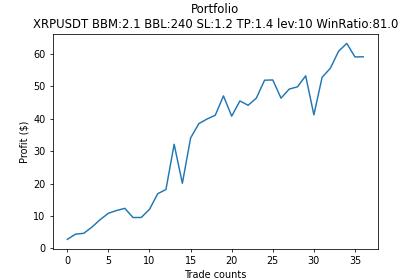 Portfolio
XRPUSDT BBM:2.1 BBL:240 SL:1.2 TP:1.4 lev:10 WinRatio:81.0
60
50
40
30
20
10
0
Profit ($)
0 5 10 15 20 25 30 35
Trade counts